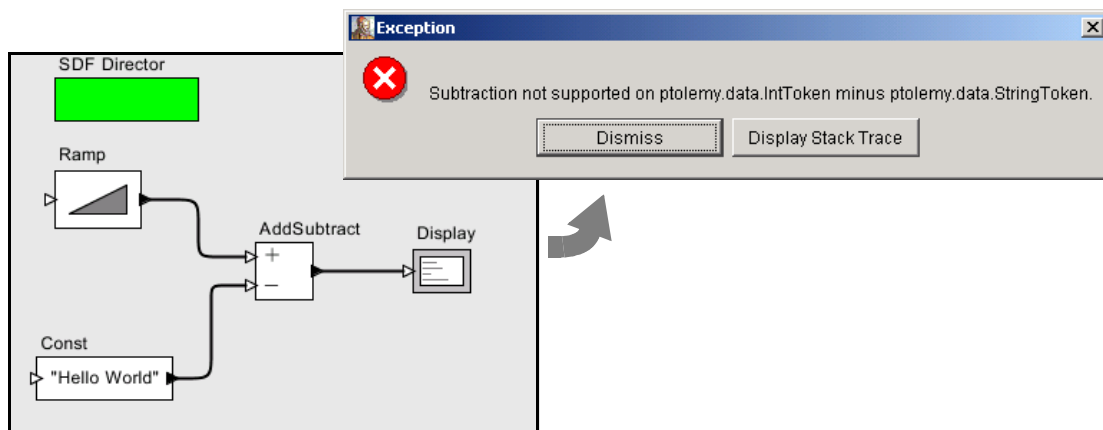 Exception
Subtraction not supported on ptolemy.data.IntToken minus ptolemy.data.StringToken.
Dismiss
Display Stack Trace
SDF Director
Ramp
AddSubtract
+
−
Display
Const
"Hello World"